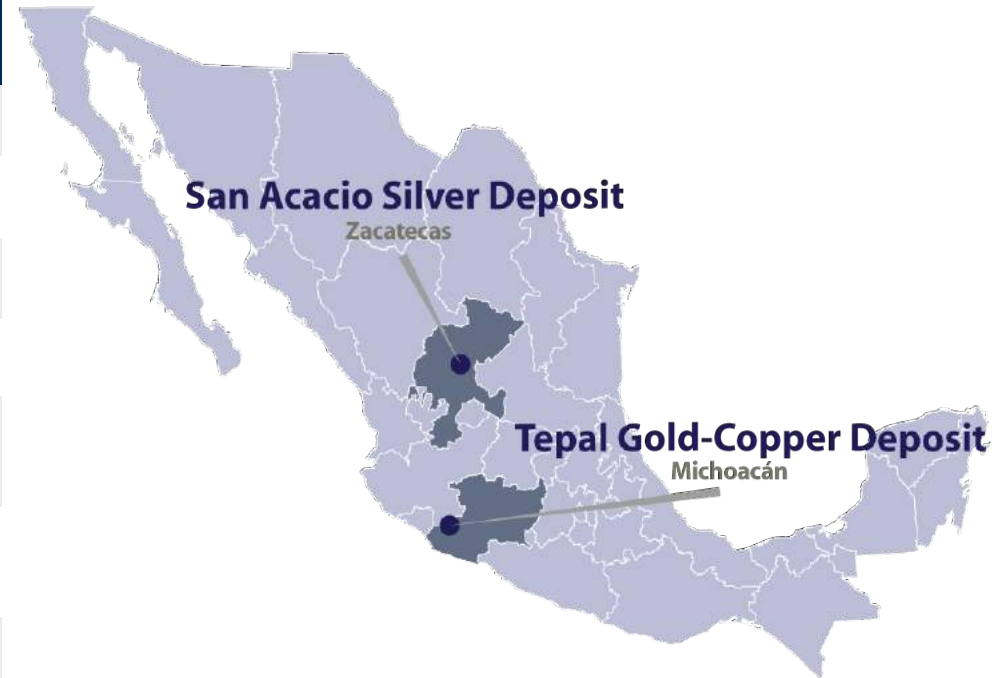 San Acacio Silver Deposit
Zacatecas
Tepal Gold-Copper Deposit
Michoacán